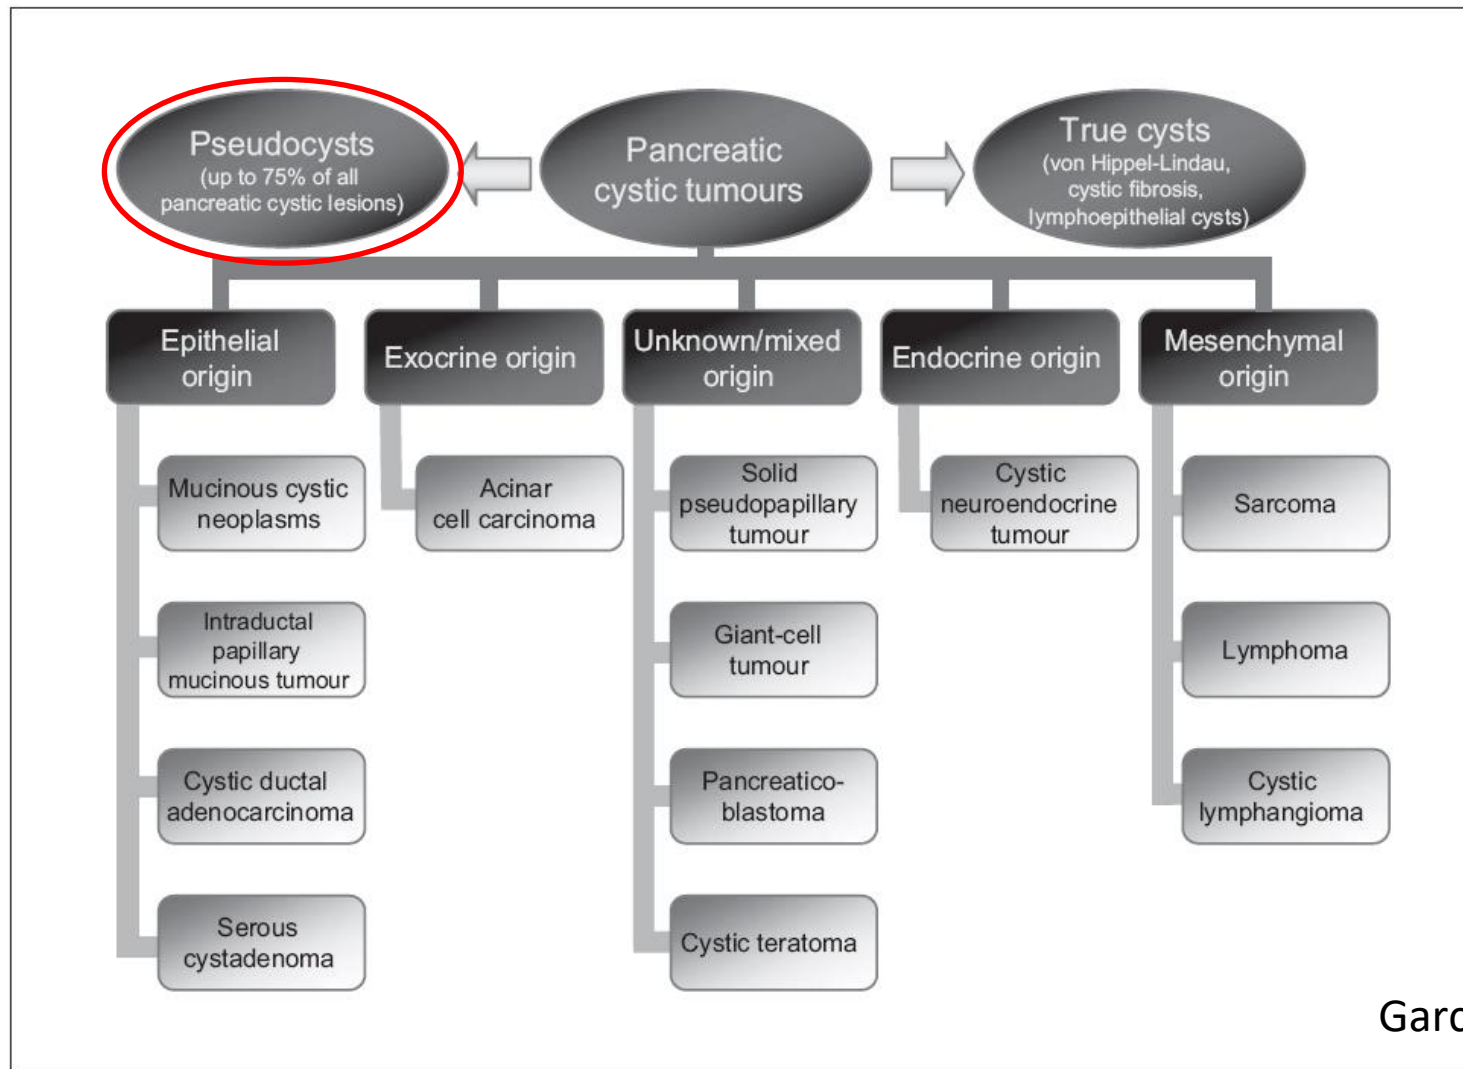 Pseudocysts
(up to 75% of all
pancreatic cystic lesions)
Pancreatic
cystic tumours
True cysts
(von Hippel-Lindau,
cystic fibrosis,
lymphoepithelial cysts)
Epithelial
origin
Exocrine origin
Unknown/mixed
origin
Endocrine origin
Mesenchymal
origin
Mucinous cystic
neoplasms
Acinar
cell carcinoma
Solid
pseudopapillary
tumour
Cystic
neuroendocrine
tumour
Sarcoma
Intraductal
papillary
mucinous tumour
Giant-cell
tumour
Lymphoma
Cystic ductal
adenocarcinoma
Pancreatico-
blastoma
Cystic
lymphangioma
Serous
cystadenoma
Cystic teratoma